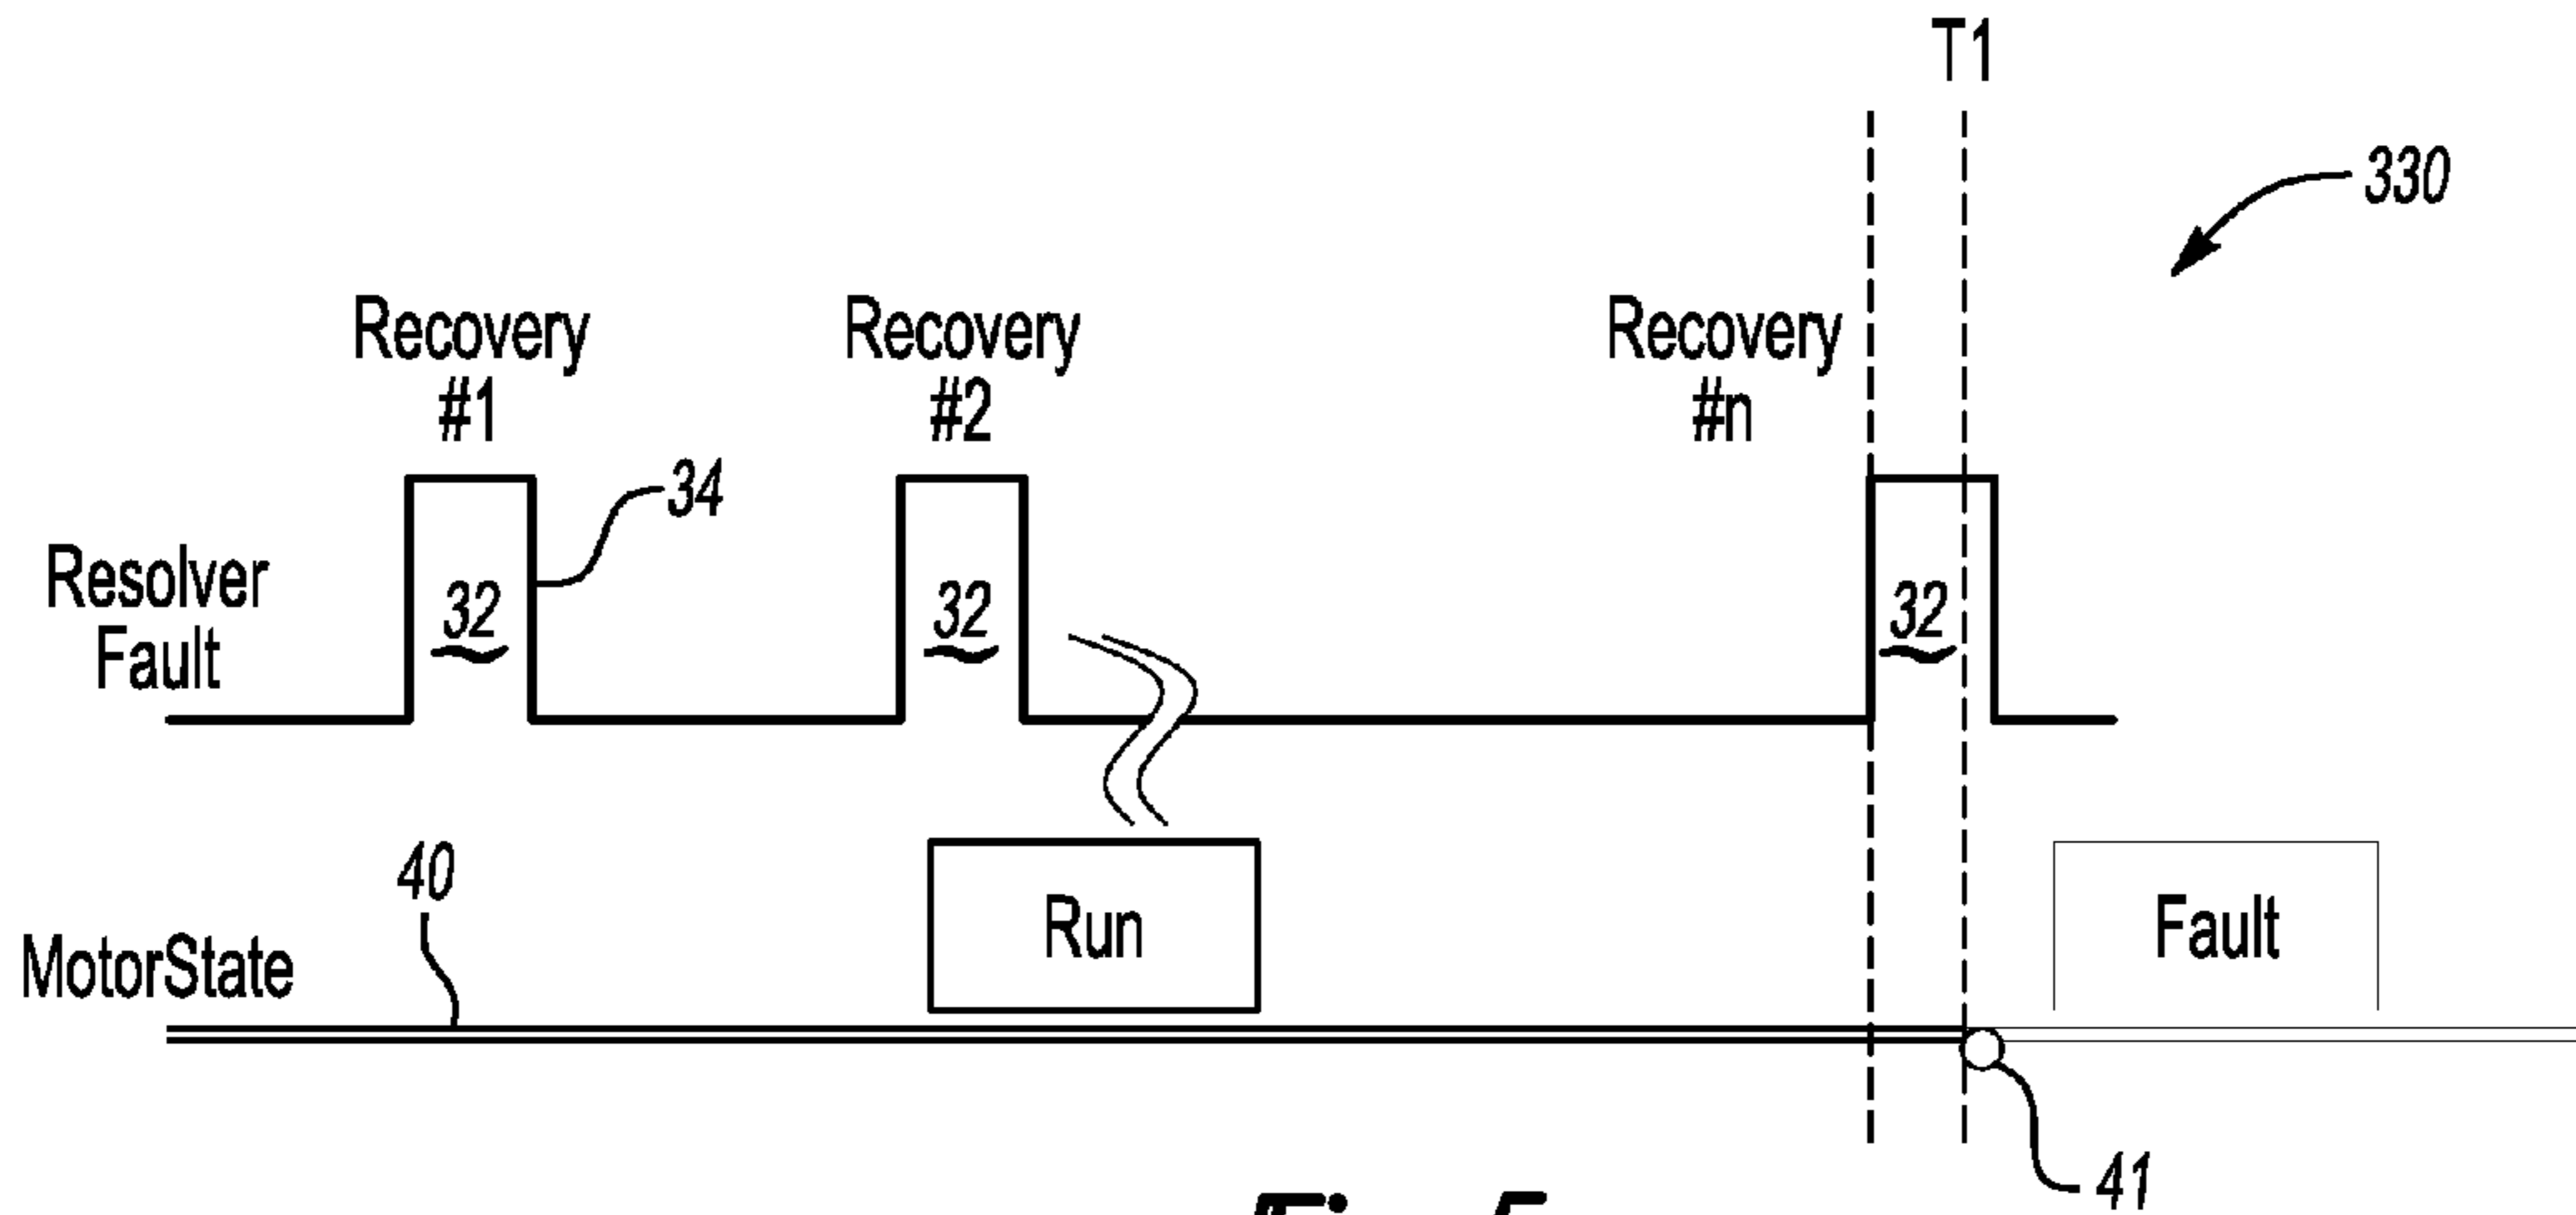 T1
330
Recovery
#1
Recovery
#2
Recovery
#n
34
Resolver
Fault
32
32
32
40
MotorState
Run
Fault
41